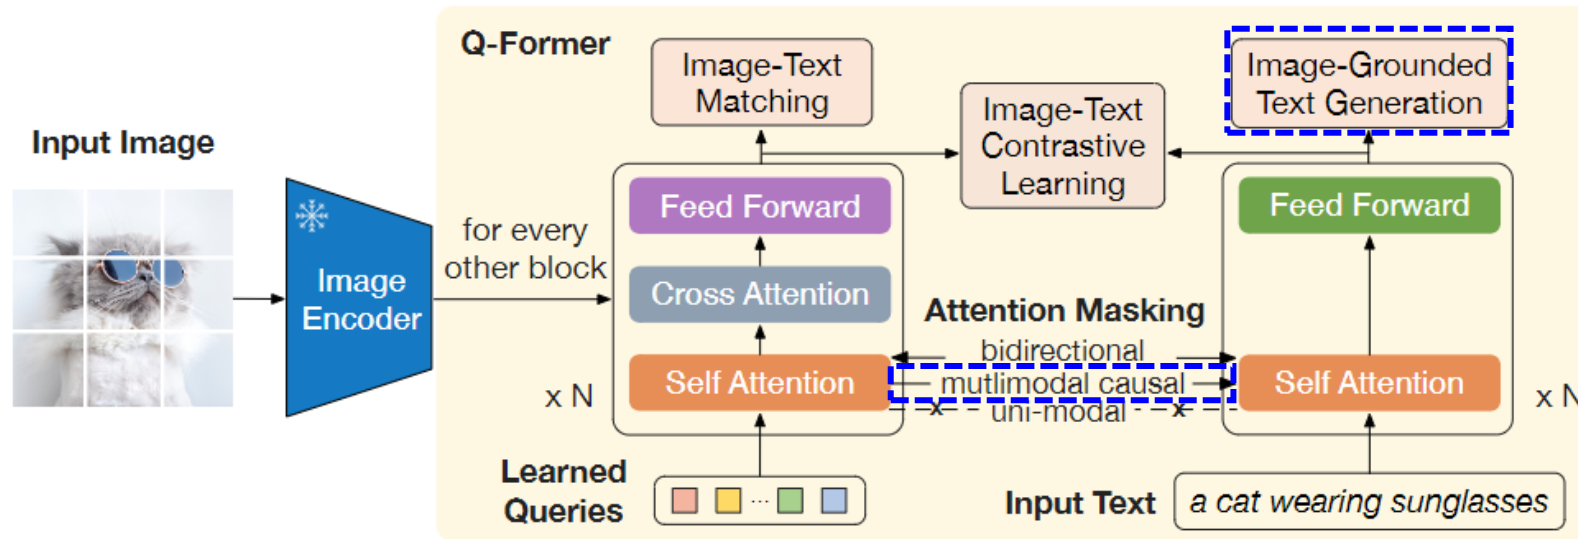 Q-Former
Input Image
Image-Text
Matching
Image-Text
Contrastive
Learning
Image-Grounded
Text Generation
Image
Encoder
for every
other block
Feed Forward
Cross Attention
Self Attention
x N
Attention Masking
bidirectional
mutlimodal causal
uni-modal
x
x
Feed Forward
Self Attention
x N
Learned
Queries
...
Input Text
a cat wearing sunglasses